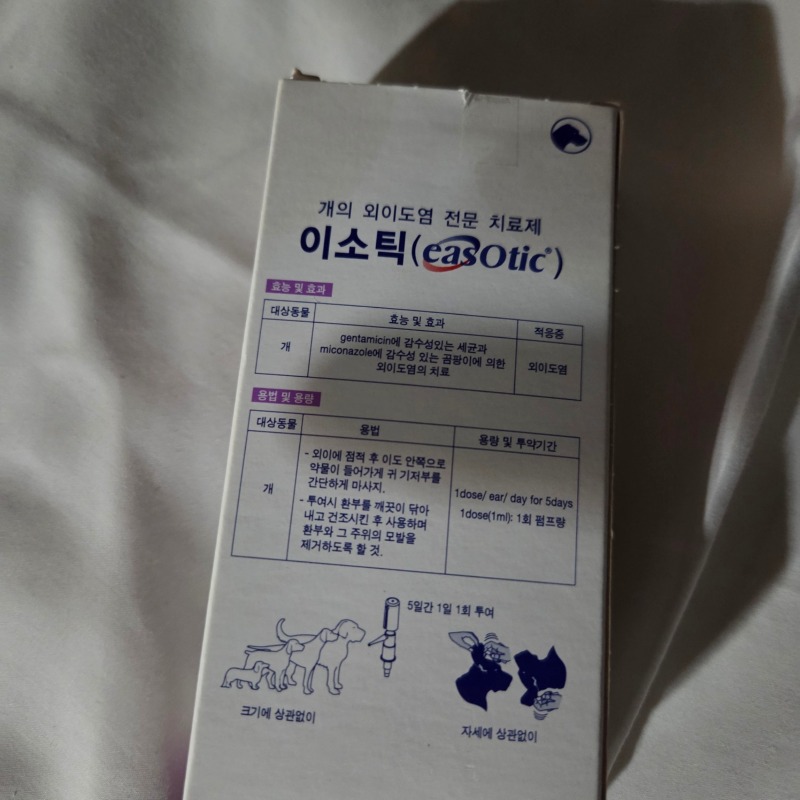 개의 외이도염 전문 치료제
이소틱(easOtic®)
효능 및 효과
대상동물 효능 및 효과 적응증
개
gentamicin에 감수성있는 세균과
miconazole에 감수성 있는 곰팡이에 의한
외이도염의 치료
외이도염
용법 및 용량
대상동물 용법 용량 및 투약기간
개
- 외이에 점적 후 이도 안쪽으로
약물이 들어가게 귀 기저부를
간단하게 마사지.
- 투여시 환부를 깨끗이 닦아
내고 건조시킨 후 사용하며
환부와 그 주위의 모발을
제거하도록 할 것.
1dose/ ear/ day for 5days
1dose(1ml): 1회 펌프량
5일간 1일 1회 투여
크기에 상관없이
자세에 상관없이